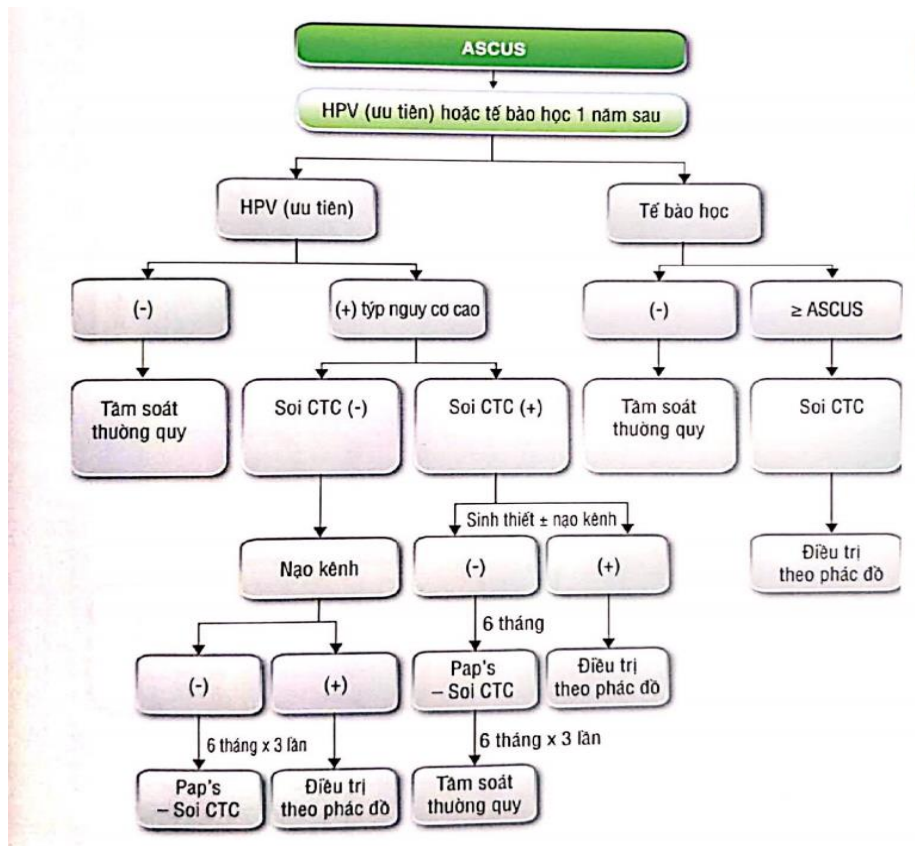 ASCUS
HPV (ưu tiên) hoặc tế bào học 1 năm sau
HPV (ưu tiên)
Tế bào học
(-)
(+) týp nguy cơ cao
(-)
≥ ASCUS
Tầm soát
thường quy
Soi CTC (-)
Soi CTC (+)
Tầm soát
thường quy
Soi CTC
Sinh thiết ± nạo kênh
Nạo kênh
(-)
(+)
Điều trị
theo phác đồ
6 tháng
(-)
(+)
Pap's
– Soi CTC
Điều trị
theo phác đồ
6 tháng x 3 lần
6 tháng x 3 lần
Pap's
– Soi CTC
Điều trị
theo phác đồ
Tầm soát
thường quy